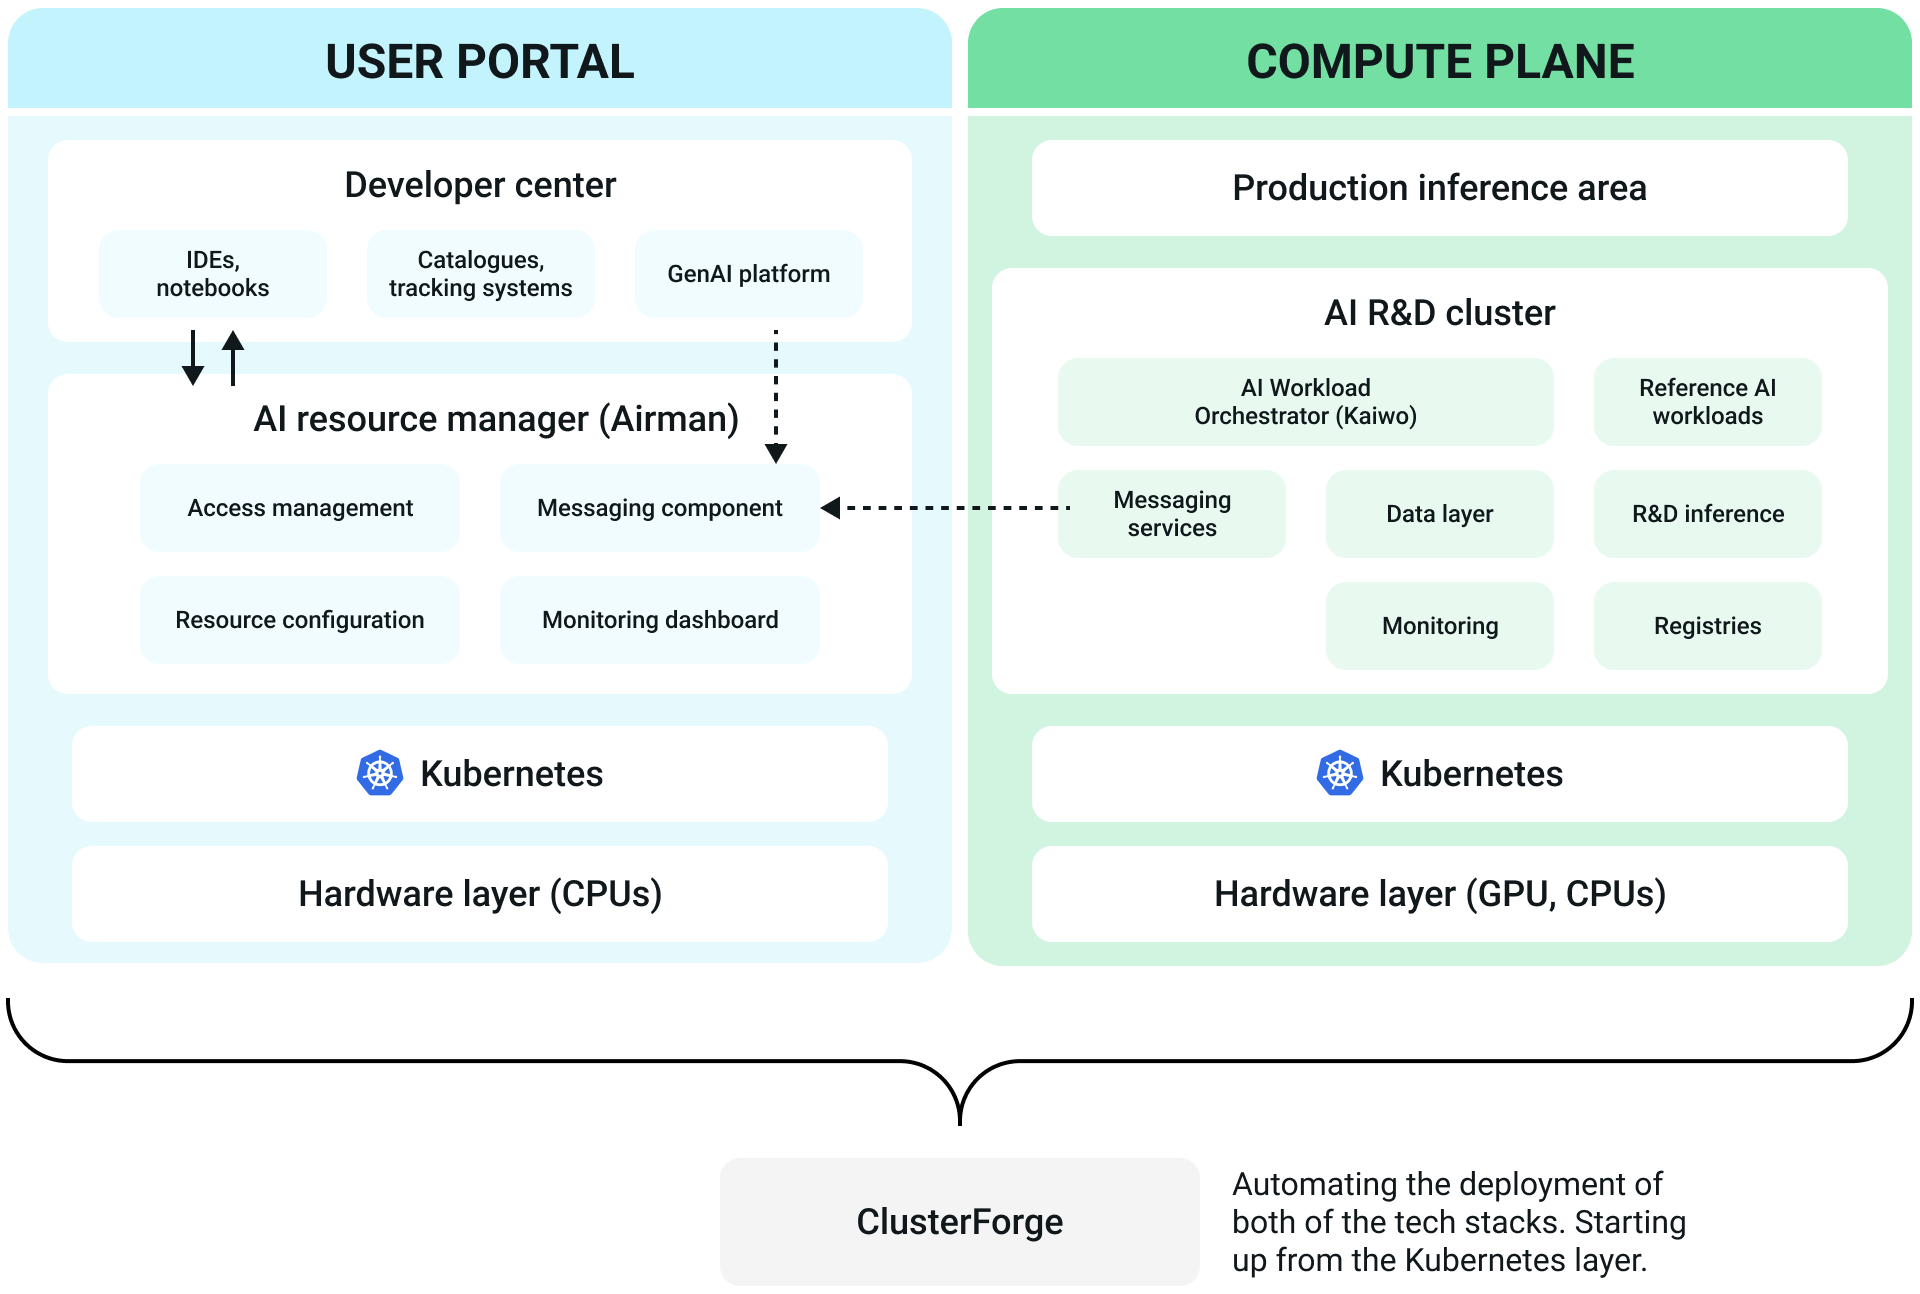 USER PORTAL
Developer center
IDEs,
notebooks
Catalogues,
tracking systems
GenAI platform
AI resource manager (Airman)
Access management
Messaging component
Resource configuration
Monitoring dashboard
Kubernetes
Hardware layer (CPUs)
COMPUTE PLANE
Production inference area
AI R&D cluster
AI Workload
Orchestrator (Kaiwo)
Reference AI
workloads
Messaging
services
Data layer
R&D inference
Monitoring
Registries
Kubernetes
Hardware layer (GPU, CPUs)
ClusterForge
Automating the deployment of
both of the tech stacks. Starting
up from the Kubernetes layer.